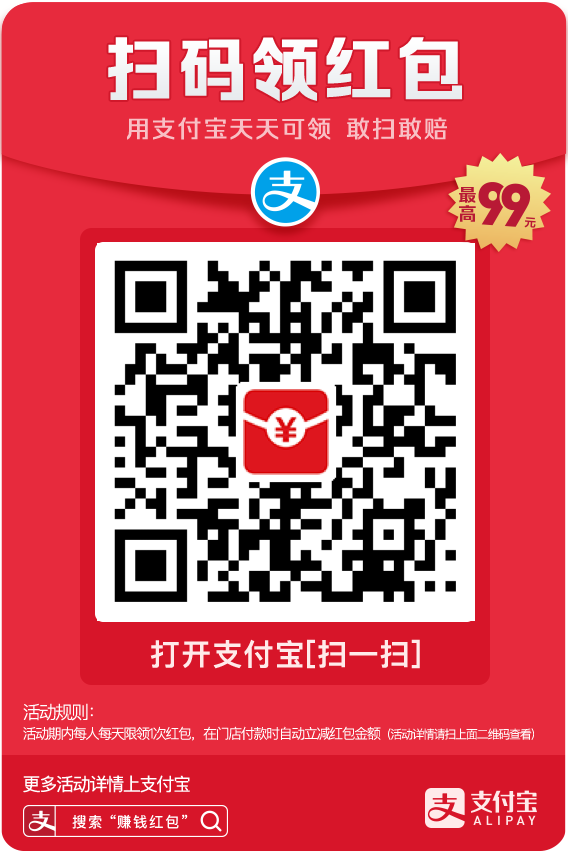 扫码领红包
用支付宝天天可领 敢扫敢赔
支
最高99元
¥
打开支付宝[扫一扫]
活动规则：
活动期内每人每天限领1次红包，在门店付款时自动立减红包金额（活动详情请扫上面二维码查看）
更多活动详情上支付宝
支 搜索“赚钱红包”
支 支付宝
ALIPAY